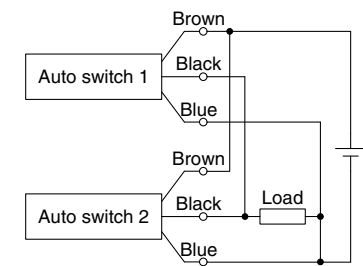 Brown
Auto switch 1
Black
Blue
Brown
Auto switch 2
Black
Load
Blue